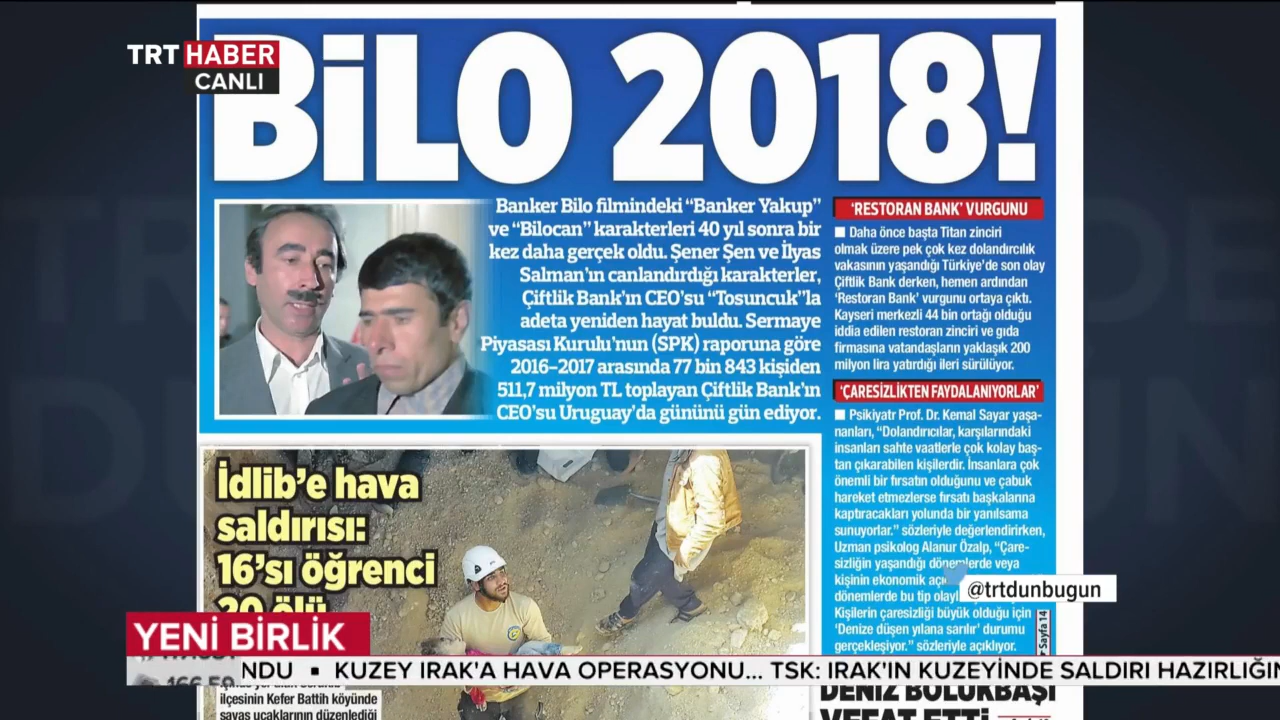 TRT HABER
CANLI
BiLO 2018!
Banker Bilo filmindeki “Banker Yakup”
ve “Bilocan” karakterleri 40 yıl sonra bir
kez daha gerçek oldu. Şener Şen ve İlyas
Salman’ın canlandırdığı karakterler,
Çiftlik Bank’ın CEO’su “Tosuncuk”la
adeta yeniden hayat buldu. Sermaye
Piyasası Kurulu’nun (SPK) raporuna göre
2016-2017 arasında 77 bin 843 kişiden
511,7 milyon TL toplayan Çiftlik Bank’ın
CEO’su Uruguay’da gününü gün ediyor.
‘RESTORAN BANK’ VURGUNU
■ Daha önce başta Titan zinciri
olmak üzere pek çok kez dolandırcılık
vakasının yaşandığı Türkiye’de son olay
Çiftlik Bank derken, hemen ardından
‘Restoran Bank’ vurgunu ortaya çıktı.
Kayseri merkezli 44 bin ortağı olduğu
iddia edilen restoran zinciri ve gıda
firmasına vatandaşların yaklaşık 200
milyon lira yatırdığı ileri sürülüyor.
‘ÇARESİZLİKTEN FAYDALANIYORLAR’
■ Psikiyatr Prof. Dr. Kemal Sayar yaşa-
nanları, “Dolandırıcılar, karşılarındaki
insanları sahte vaatlerle çok kolay baş-
tan çıkarabilen kişilerdir. İnsanlara çok
önemli bir fırsatın olduğunu ve çabuk
hareket etmezlerse fırsatı başkalarına
kaptıracakları yolunda bir yanılsama
sunuyorlar.” sözleriyle değerlendirirken,
Uzman psikolog Alanur Özalp, “Çare-
sizliğin yaşandığı dönemlerde veya
kişinin ekonomik
dönemlerde bu tip
Kişilerin çaresizliği büyük olduğu için
‘Denize düşen yılana sarılır’ durumu
gerçekleşiyor.” sözleriyle açıklıyor.
Sayfa 14
@trtdunbugun
İdlib’e hava
saldırısı:
16’sı öğrenci
20 ölü
YENİ BİRLİK
NDU ▪ KUZEY IRAK'A HAVA OPERASYONU... TSK: IRAK'IN KUZEYİNDE SALDIRI HAZIRLIĞI
ilçesinin Kefer Battih köyünde
savaş uçaklarının düzenlediği
DENİZ BÖLÜKBAŞI
VEFAT ETTİ